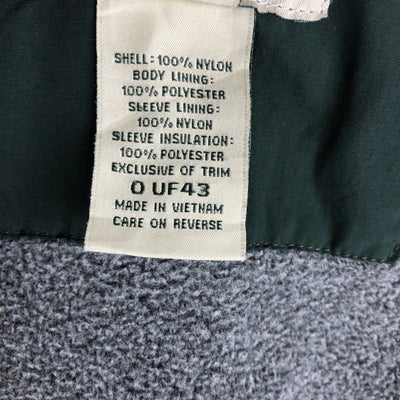 SHELL: 100% NYLON
BODY LINING:
100% POLYESTER
SLEEVE LINING:
100% NYLON
SLEEVE INSULATION:
100% POLYESTER
EXCLUSIVE OF TRIM
0 UF43
MADE IN VIETNAM
CARE ON REVERSE